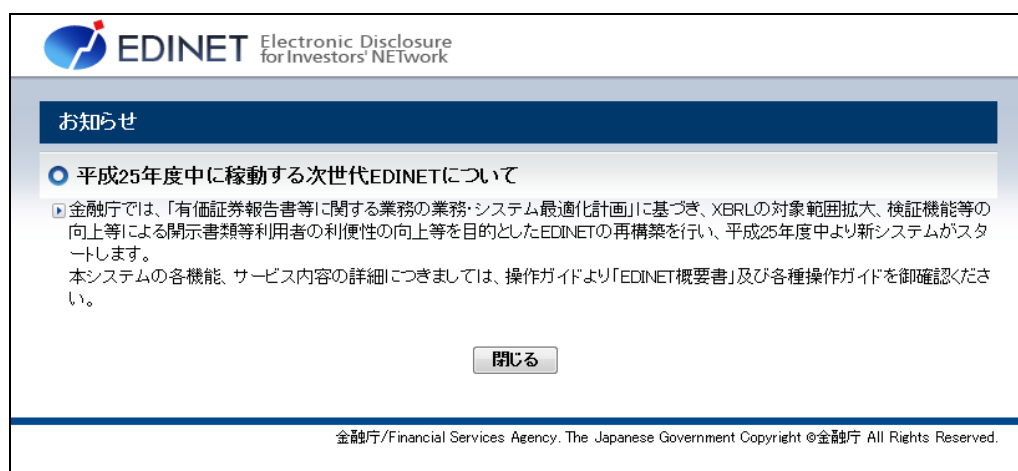 EDINET Electronic Disclosure
for Investors' NETwork
お知らせ
平成25年度中に稼動する次世代EDINETについて
金融庁では、「有価証券報告書等に関する業務の業務・システム最適化計画」に基づき、XBRLの対象範囲拡大、検証機能等の
向上等による開示書類等利用者の利便性の向上等を目的としたEDINETの再構築を行い、平成25年度中より新システムがスタ
ートします。
本システムの各機能、サービス内容の詳細につきましては、操作ガイドより「EDINET概要書」及び各種操作ガイドを御確認くださ
い。
閉じる
金融庁/Financial Services Agency. The Japanese Government Copyright ©金融庁 All Rights Reserved.